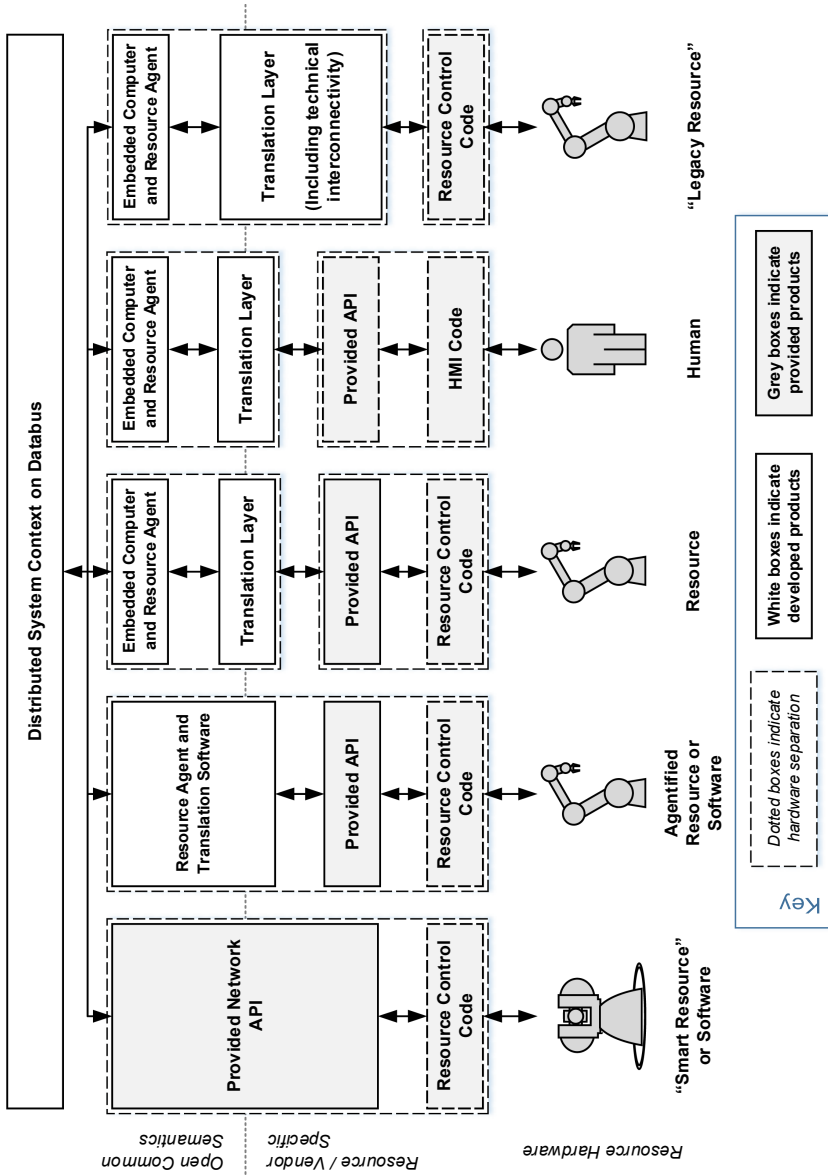 Distributed System Context on Databus
Open Common
Semantics
Resource / Vendor
Specific
Resource Hardware
Provided Network
API
Resource Control
Code
“Smart Resource”
or Software
Resource Agent and
Translation Software
Provided API
Resource Control
Code
Agentified
Resource or
Software
Embedded Computer
and Resource Agent
Translation Layer
Provided API
Resource Control
Code
Resource
Embedded Computer
and Resource Agent
Translation Layer
Provided API
HMI Code
Human
Embedded Computer
and Resource Agent
Translation Layer
(Including technical
interconnectivity)
Resource Control
Code
“Legacy Resource”
Key
Dotted boxes indicate
hardware separation
White boxes indicate
developed products
Grey boxes indicate
provided products